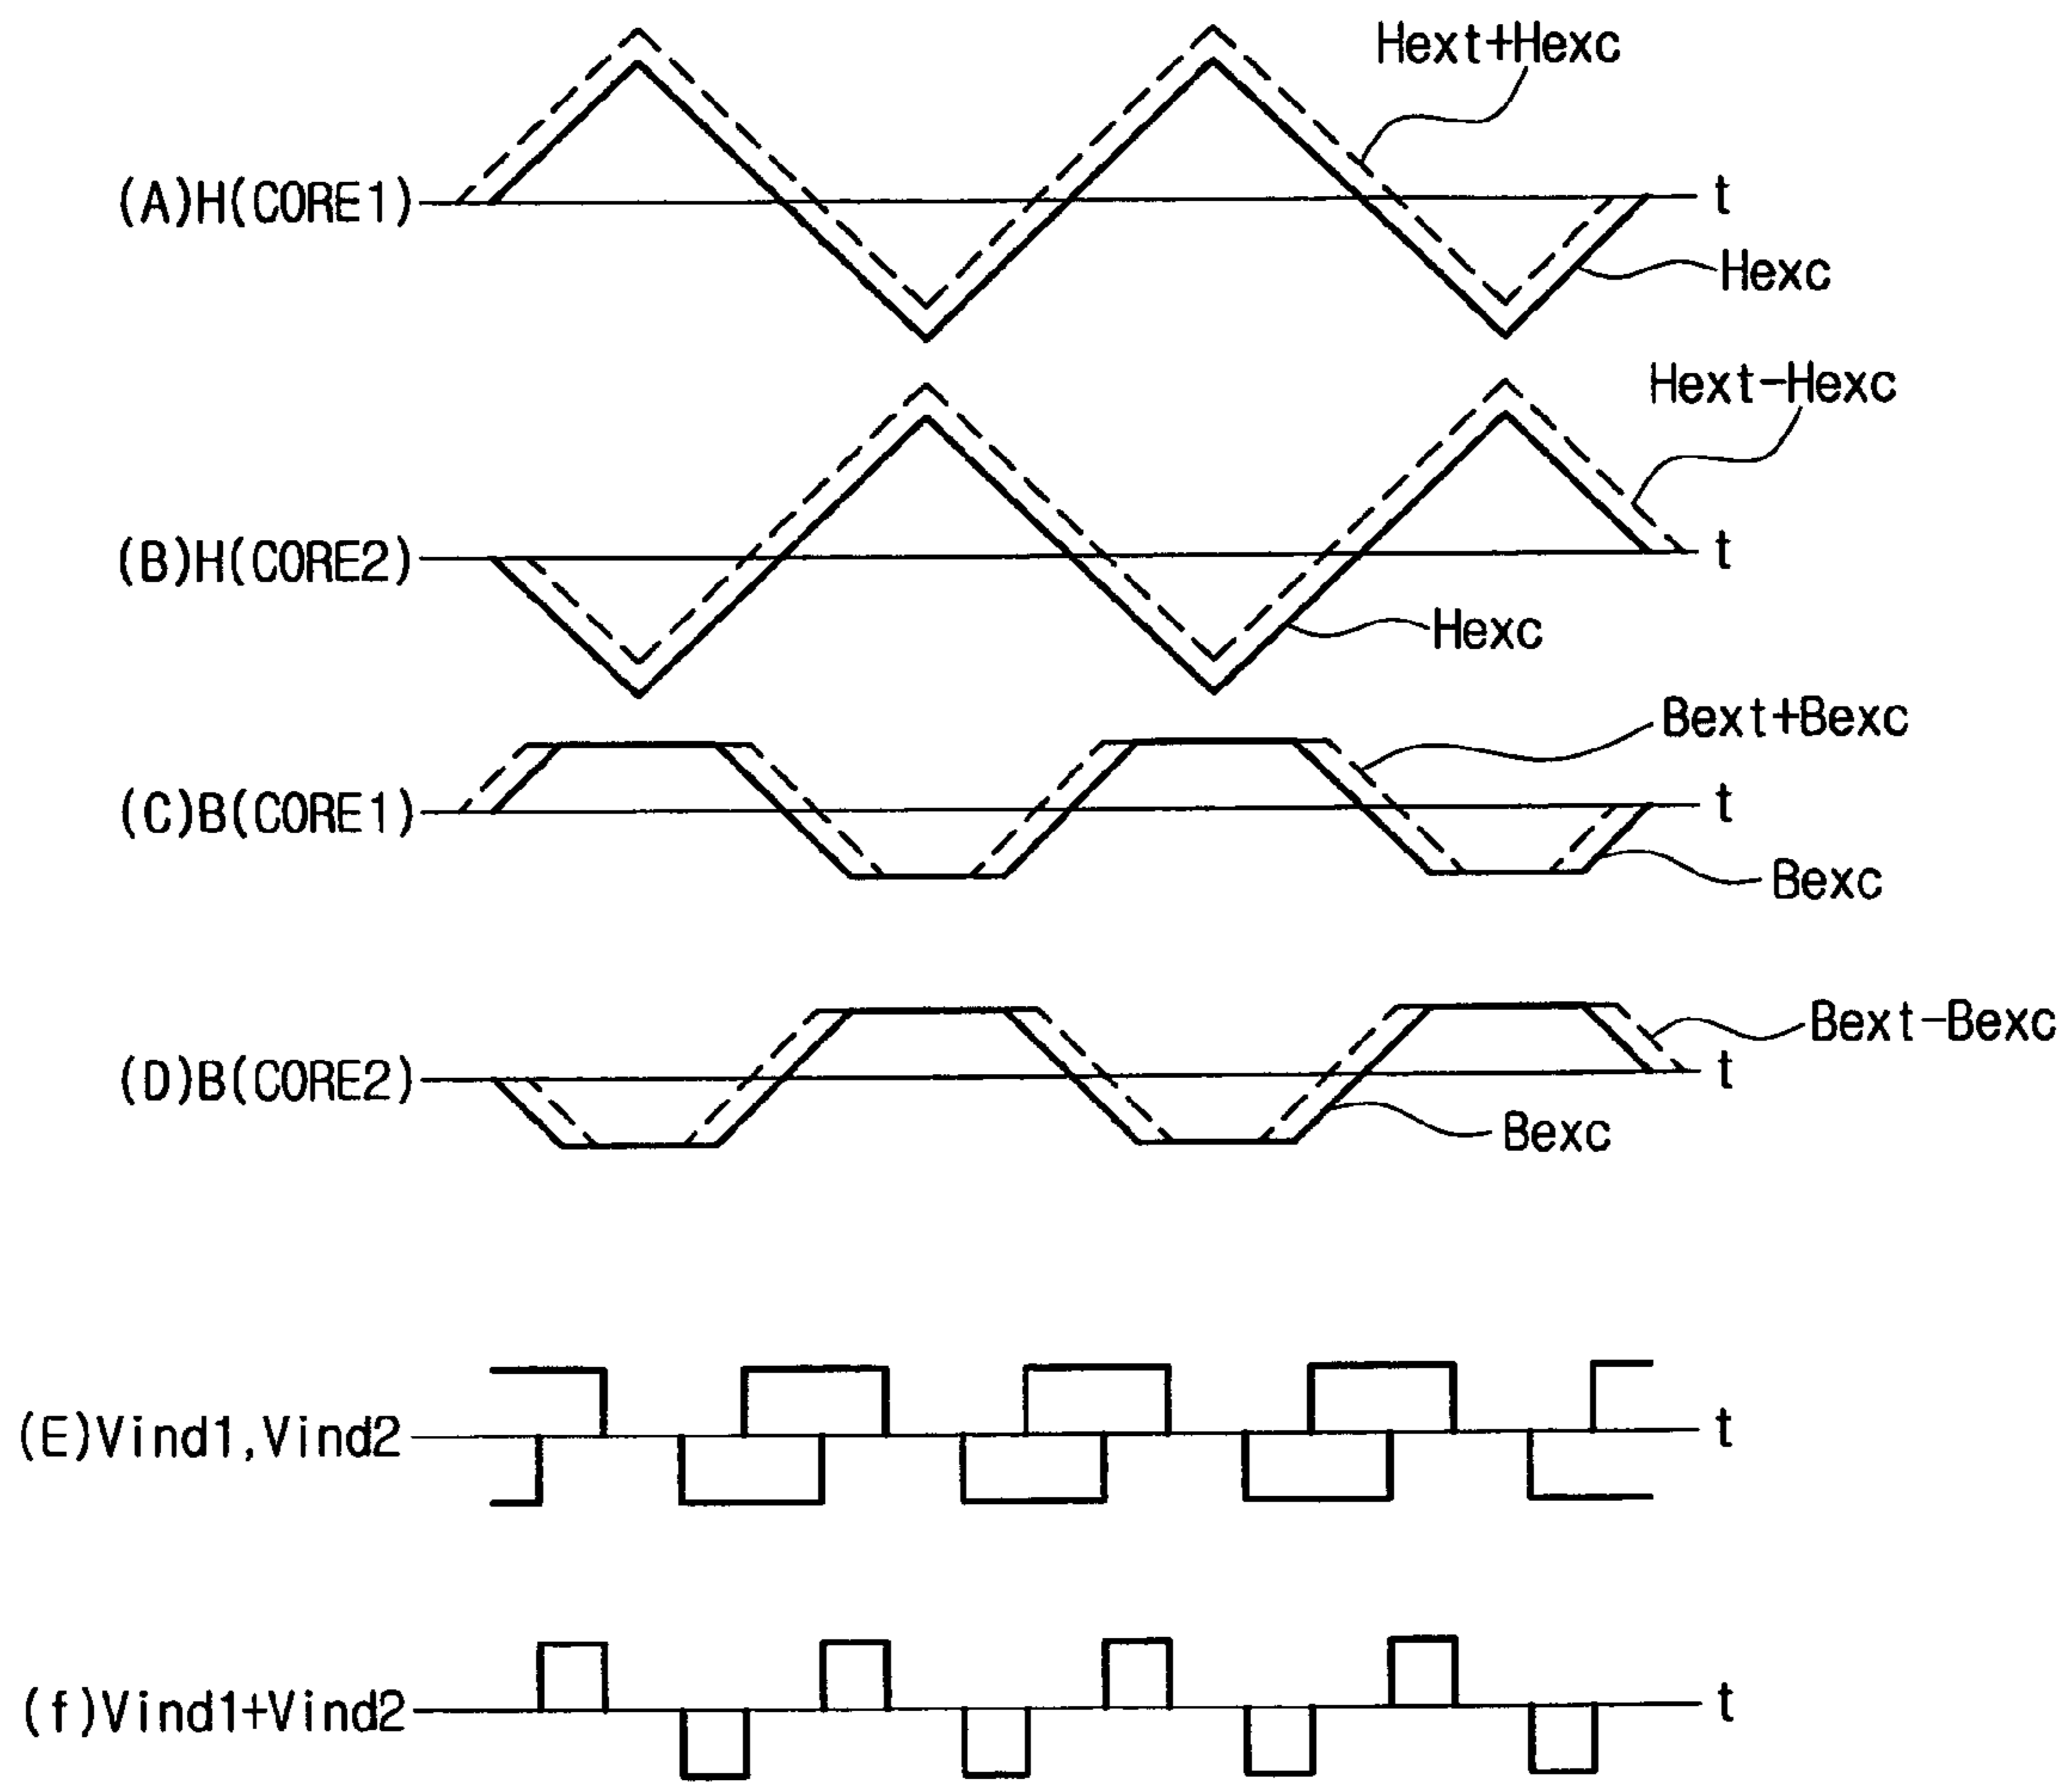 Hext+Hexc
(A)H(CORE1)
t
Hexc
Hext-Hexc
(B)H(CORE2)
t
Hexc
Bext+Bexc
(C)B(CORE1)
t
Bexc
Bext-Bexc
(D)B(CORE2)
t
Bexc
(E)Vind1,Vind2
t
(f)Vind1+Vind2
t